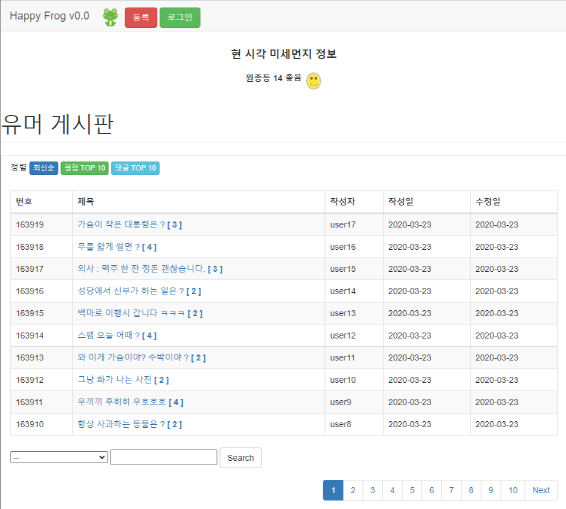 Happy Frog v0.0 등록 로그인
현 시각 미세먼지 정보
원종동 14 좋음
유머 게시판
정렬 최신순 평점 TOP 10 댓글 TOP 10
번호 제목 작성자 작성일 수정일
163919 가슴이 작은 대통령은 ? [ 3 ] user17 2020-03-23 2020-03-23
163918 무를 얇게 썰면 ? [ 4 ] user16 2020-03-23 2020-03-23
163917 의사 : 맥주 한 잔 정돈 괜찮습니다. [ 3 ] user15 2020-03-23 2020-03-23
163916 성당에서 신부가 하는 일은 ? [ 2 ] user14 2020-03-23 2020-03-23
163915 백마로 이행시 갑니다 ㅋㅋㅋ [ 2 ] user13 2020-03-23 2020-03-23
163914 스팸 오늘 어때 ? [ 4 ] user12 2020-03-23 2020-03-23
163913 와 이게 가슴이야? 수박이야 ? [ 2 ] user11 2020-03-23 2020-03-23
163912 그냥 화가 나는 사진 [ 2 ] user10 2020-03-23 2020-03-23
163911 우끼끼 후히히 우호호호 [ 4 ] user9 2020-03-23 2020-03-23
163910 항상 사과하는 동물은 ? [ 2 ] user8 2020-03-23 2020-03-23
-- Search
1 2 3 4 5 6 7 8 9 10 Next